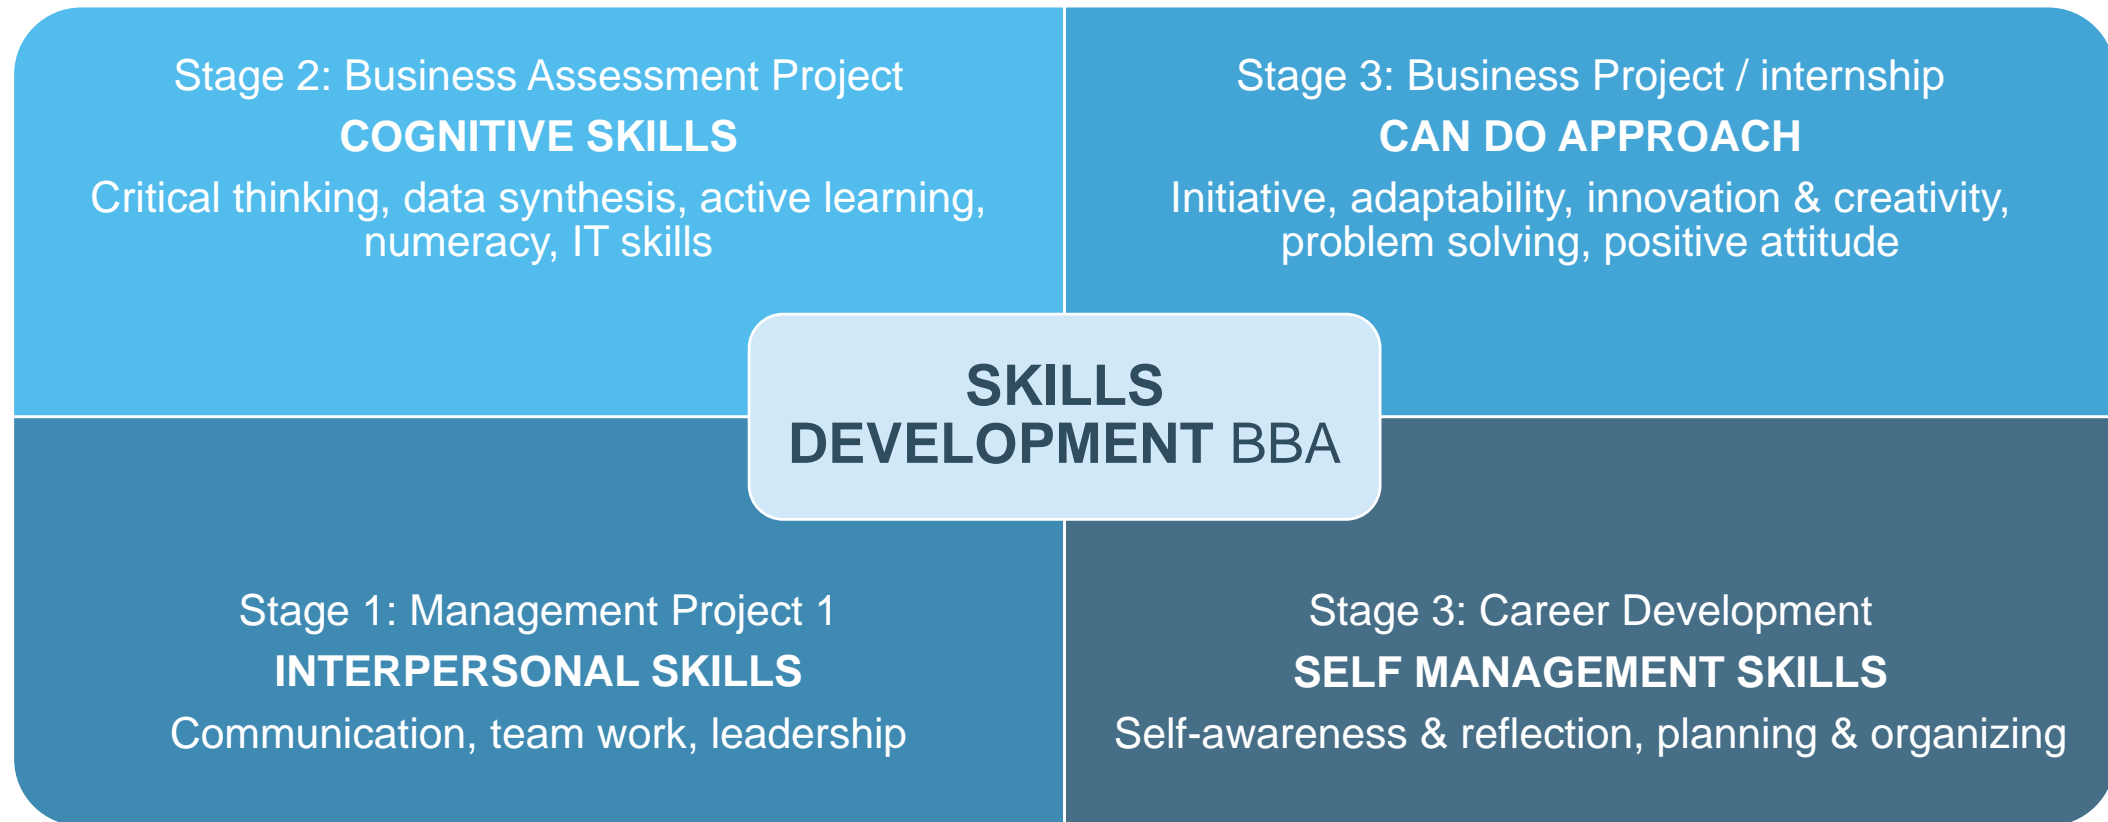 Stage 2: Business Assessment Project
COGNITIVE SKILLS
Critical thinking, data synthesis, active learning,
numeracy, IT skills
Stage 3: Business Project / internship
CAN DO APPROACH
Initiative, adaptability, innovation & creativity,
problem solving, positive attitude
SKILLS
DEVELOPMENT BBA
Stage 1: Management Project 1
INTERPERSONAL SKILLS
Communication, team work, leadership
Stage 3: Career Development
SELF MANAGEMENT SKILLS
Self-awareness & reflection, planning & organizing